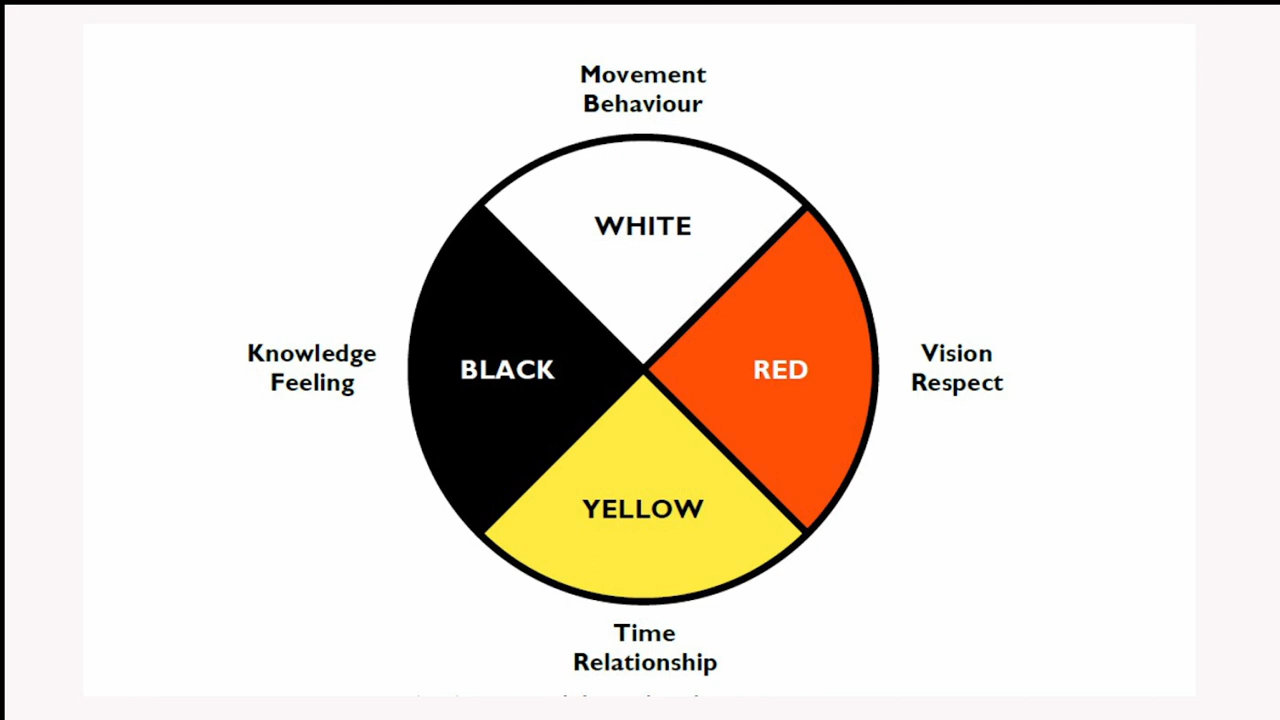 Movement
Behaviour
WHITE
Knowledge
Feeling
BLACK
RED
Vision
Respect
YELLOW
Time
Relationship